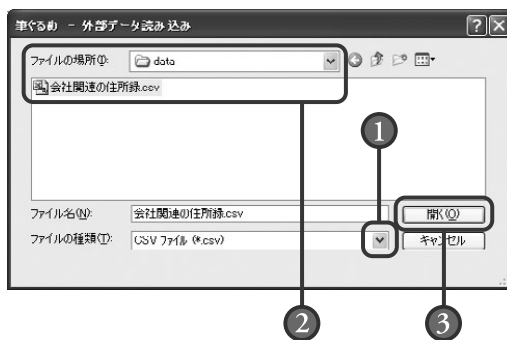 筆ぐるめ - 外部データ読み込み
ファイルの場所(I): data
会社関連の住所録.csv
1
ファイル名(N): 会社関連の住所録.csv 開く(O)
ファイルの種類(T): CSV ファイル (*.csv) キャンセル
2 3